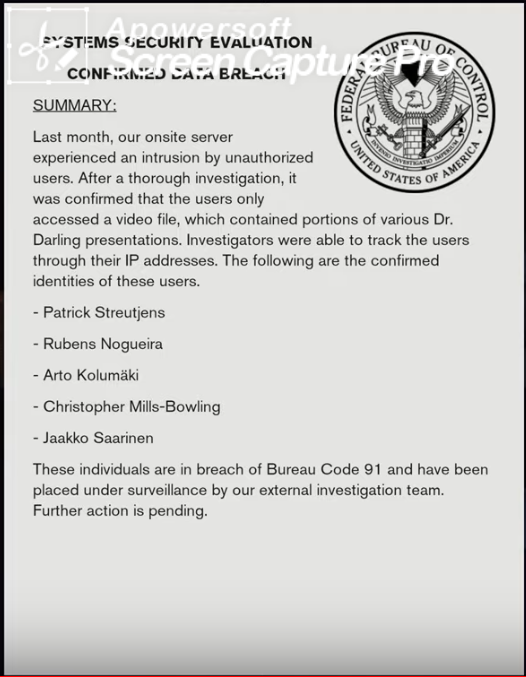 Apowersoft
Screen Capture Pro
SYSTEMS SECURITY EVALUATION
CONFIRMED DATA BREACH
FEDERAL BUREAU OF CONTROL
INVENIO INVESTIGATIO IMPERIUM
UNITED STATES OF AMERICA
SUMMARY:
Last month, our onsite server
experienced an intrusion by unauthorized
users. After a thorough investigation, it
was confirmed that the users only
accessed a video file, which contained portions of various Dr.
Darling presentations. Investigators were able to track the users
through their IP addresses. The following are the confirmed
identities of these users.
- Patrick Streutjens
- Rubens Nogueira
- Arto Kolumäki
- Christopher Mills-Bowling
- Jaakko Saarinen
These individuals are in breach of Bureau Code 91 and have been
placed under surveillance by our external investigation team.
Further action is pending.